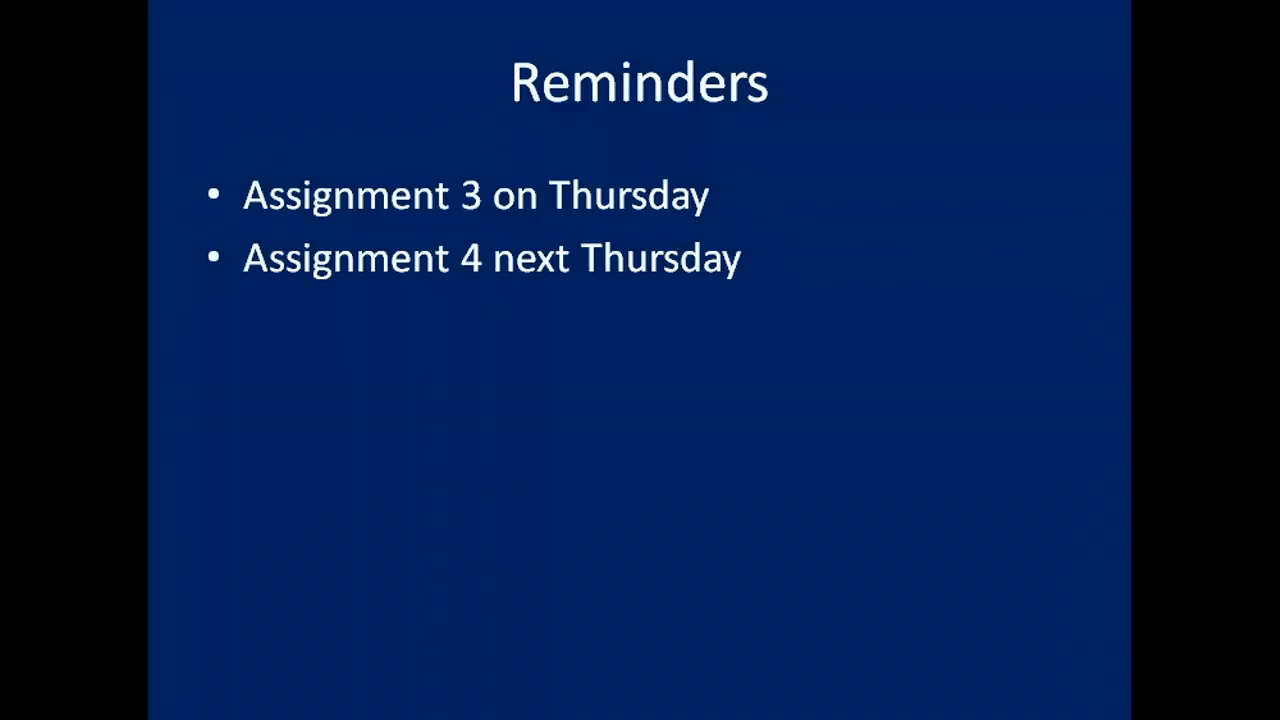 Reminders
• Assignment 3 on Thursday
• Assignment 4 next Thursday